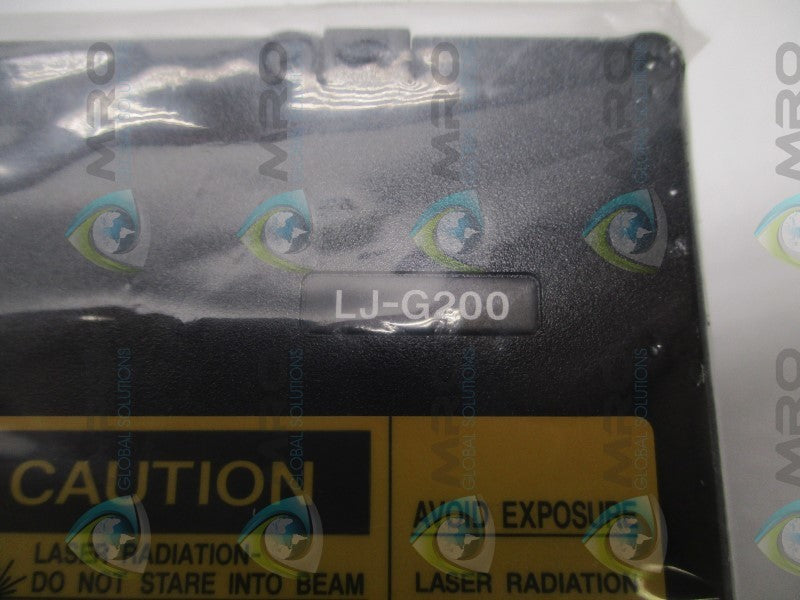 LJ-G200
CAUTION
LASER RADIATION-
DO NOT STARE INTO BEAM
AVOID EXPOSURE
LASER RADIATION
MRO
GLOBAL SOLUTIONS